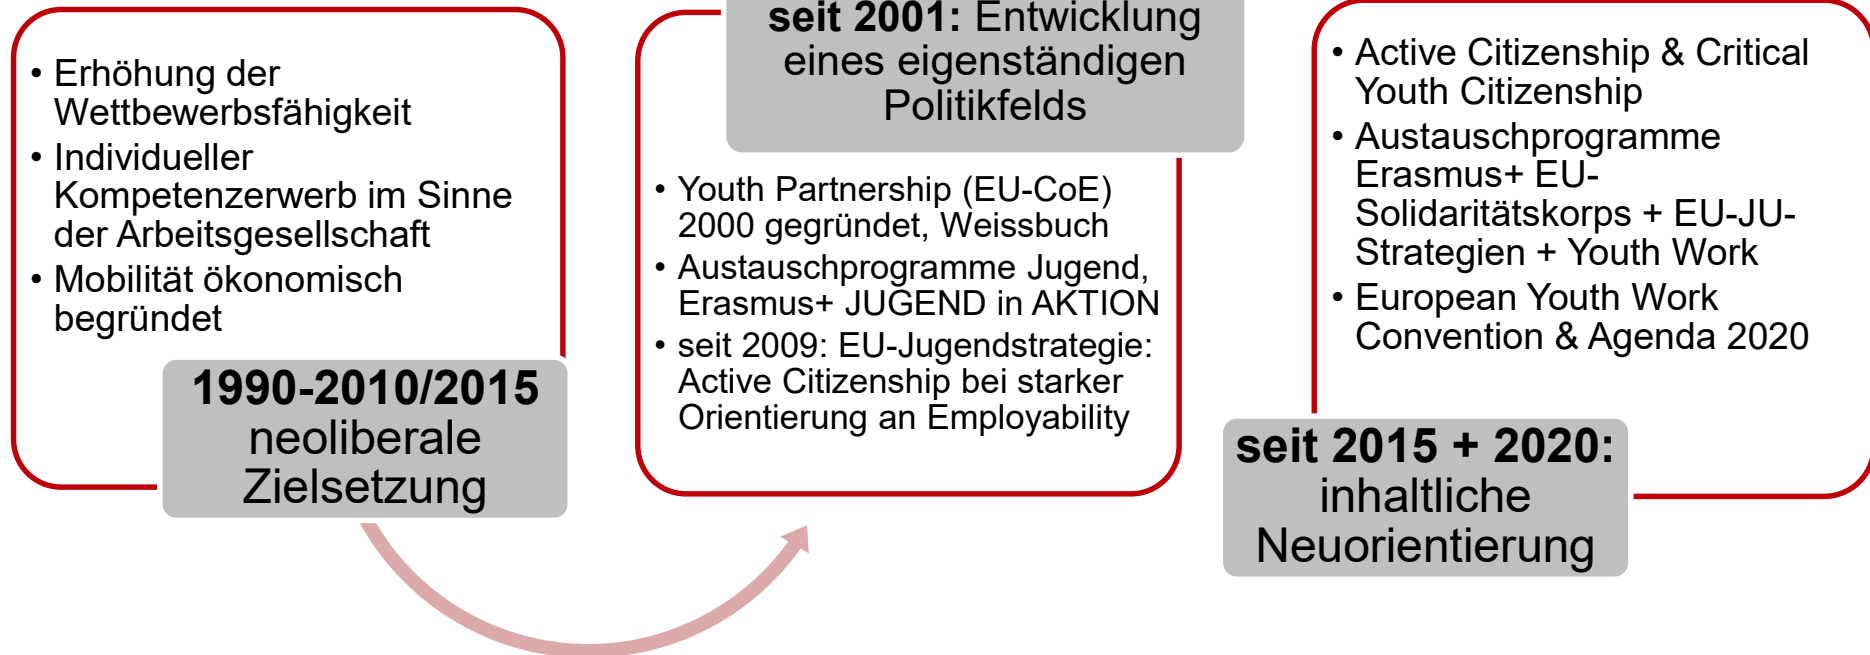 • Erhöhung der
Wettbewerbsfähigkeit
• Individueller
Kompetenzerwerb im Sinne
der Arbeitsgesellschaft
• Mobilität ökonomisch
begründet
1990-2010/2015
neoliberale
Zielsetzung
seit 2001: Entwicklung
eines eigenständigen
Politikfelds
• Youth Partnership (EU-CoE)
2000 gegründet, Weissbuch
• Austauschprogramme Jugend,
Erasmus+ JUGEND in AKTION
• seit 2009: EU-Jugendstrategie:
Active Citizenship bei starker
Orientierung an Employability
• Active Citizenship & Critical
Youth Citizenship
• Austauschprogramme
Erasmus+ EU-
Solidaritätskorps + EU-JU-
Strategien + Youth Work
• European Youth Work
Convention & Agenda 2020
seit 2015 + 2020:
inhaltliche
Neuorientierung